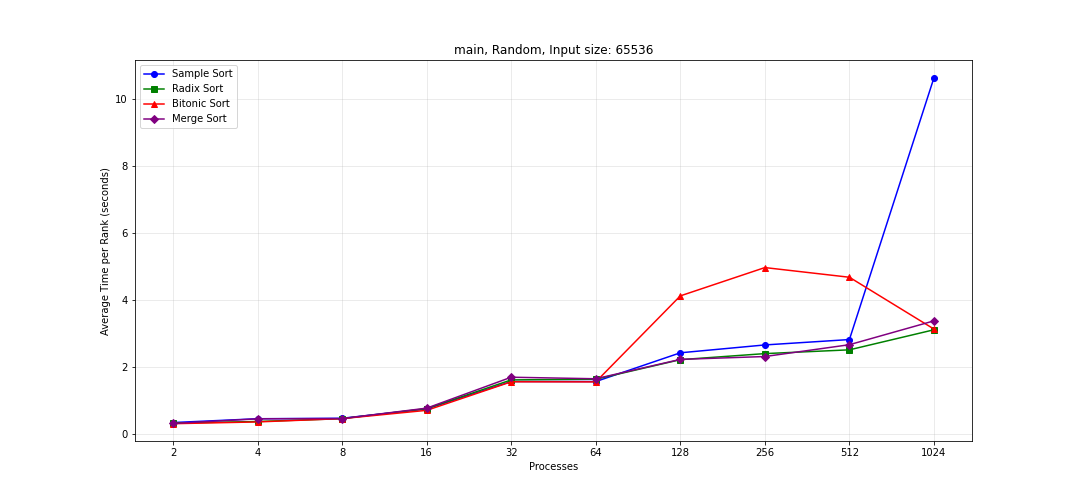 main, Random, Input size: 65536
Sample Sort
Radix Sort
Bitonic Sort
Merge Sort
Average Time per Rank (seconds)
10
8
6
4
2
0
2 4 8 16 32 64 128 256 512 1024
Processes